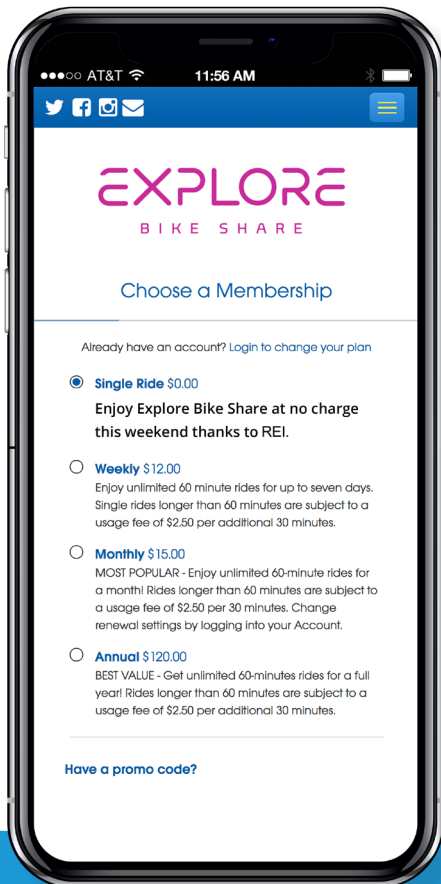 AT&T 11:56 AM
EXPLORE
BIKE SHARE
Choose a Membership
Already have an account? Login to change your plan
Single Ride $0.00
Enjoy Explore Bike Share at no charge
this weekend thanks to REI.
Weekly $12.00
Enjoy unlimited 60 minute rides for up to seven days.
Single rides longer than 60 minutes are subject to a
usage fee of $2.50 per additional 30 minutes.
Monthly $15.00
MOST POPULAR - Enjoy unlimited 60-minute rides for
a month! Rides longer than 60 minutes are subject to
a usage fee of $2.50 per 30 minutes. Change
renewal settings by logging into your Account.
Annual $120.00
BEST VALUE - Get unlimited 60-minutes rides for a full
year! Rides longer than 60 minutes are subject to a
usage fee of $2.50 per additional 30 minutes.
Have a promo code?